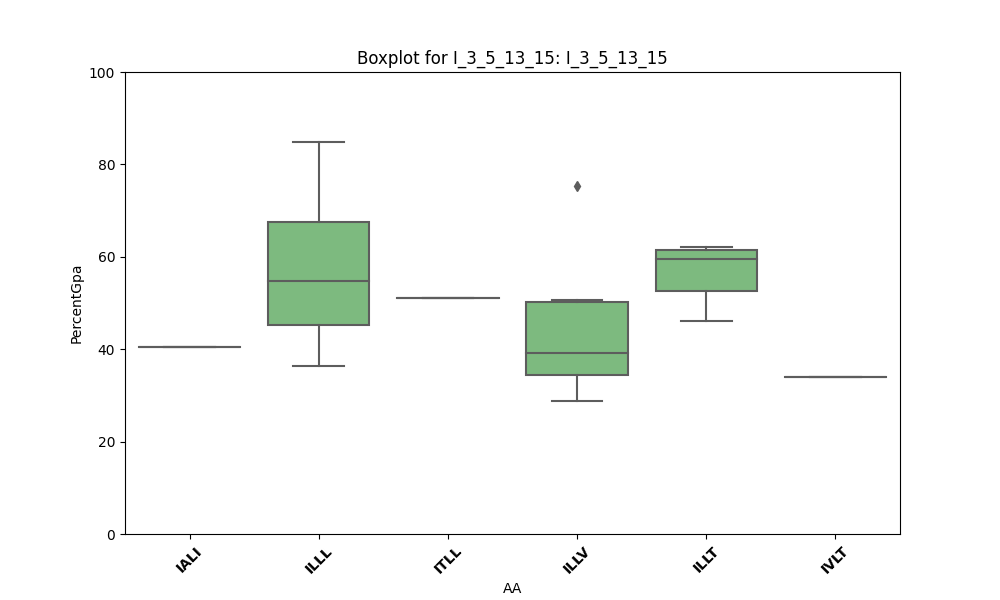 Boxplot for I_3_5_13_15: I_3_5_13_15
100
80
60
40
20
0
PercentGpa
IALI
ILLL
ITLL
ILLV
ILLT
IVLT
AA